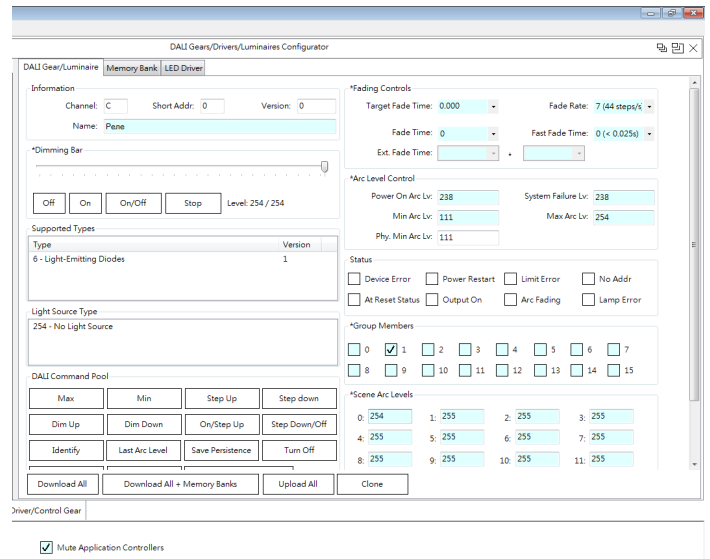 DALI Gears/Drivers/Luminaires Configurator
DALI Gear/Luminaire Memory Bank LED Driver
Information
Channel: C Short Addr: 0 Version: 0
Name: Pene
*Dimming Bar
Off On On/Off Stop Level: 254 / 254
Supported Types
Type Version
6 - Light-Emitting Diodes 1
Light Source Type
254 - No Light Source
DALI Command Pool
Max Min Step Up Step down
Dim Up Dim Down On/Step Up Step Down/Off
Identify Last Arc Level Save Persistence Turn Off
*Fading Controls
Target Fade Time: 0.000 Fade Rate: 7 (44 steps/s
Fade Time: 0 Fast Fade Time: 0 (< 0.025s)
Ext. Fade Time: *
*Arc Level Control
Power On Arc Lv: 238 System Failure Lv: 238
Min Arc Lv: 111 Max Arc Lv: 254
Phy. Min Arc Lv: 111
Status
Device Error Power Restart Limit Error No Addr
At Reset Status Output On Arc Fading Lamp Error
*Group Members
0 1 2 3 4 5 6 7
8 9 10 11 12 13 14 15
*Scene Arc Levels
0: 254 1: 255 2: 255 3: 255
4: 255 5: 255 6: 255 7: 255
8: 255 9: 255 10: 255 11: 255
Download All Download All + Memory Banks Upload All Clone
Driver/Control Gear
Mute Application Controllers